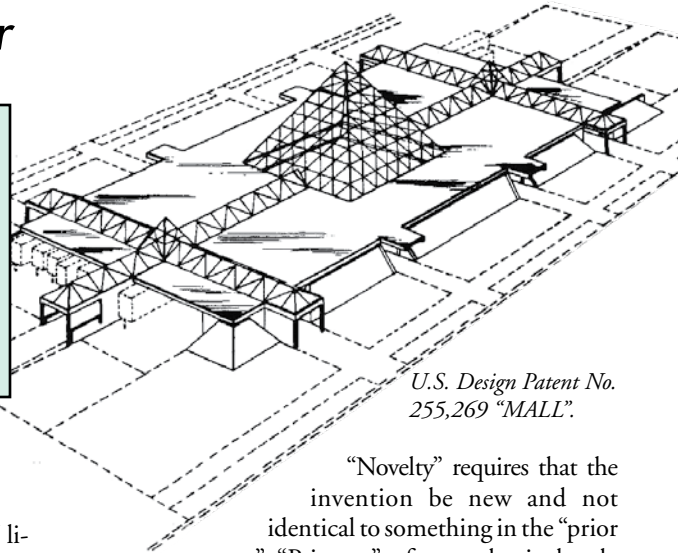 r
U.S. Design Patent No.
255,269 “MALL”.
“Novelty” requires that the
invention be new and not
identical to something in the “prior
li-